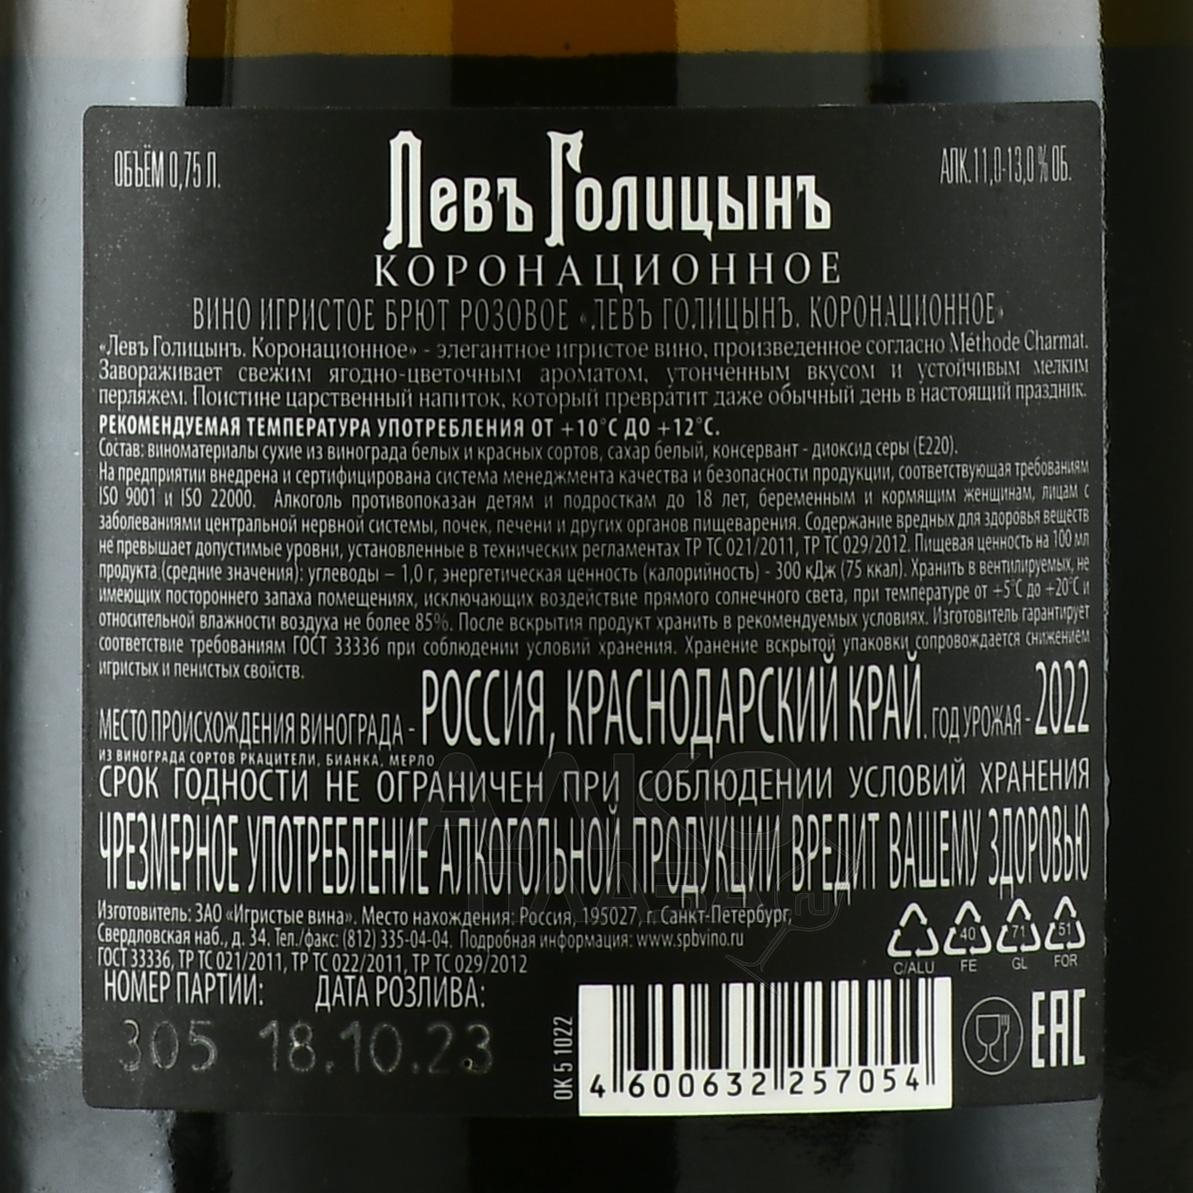 ОБЪЁМ 0,75 Л.
АЛК. 11,0-13,0 % ОБ.
Левъ Голицынъ
КОРОНАЦИОННОЕ
ВИНО ИГРИСТОЕ БРЮТ РОЗОВОЕ «ЛЕВЪ ГОЛИЦЫНЪ. КОРОНАЦИОННОЕ»
«Левъ Голицынъ. Коронационное» - элегантное игристое вино, произведенное согласно Méthode Charmat.
Завораживает свежим ягодно-цветочным ароматом, утонченным вкусом и устойчивым мелким
перляжем. Поистине царственный напиток, который превратит даже обычный день в настоящий праздник.
РЕКОМЕНДУЕМАЯ ТЕМПЕРАТУРА УПОТРЕБЛЕНИЯ ОТ +10°С ДО +12°С.
Состав: виноматериалы сухие из винограда белых и красных сортов, сахар белый, консервант - диоксид серы (Е220).
На предприятии внедрена и сертифицирована система менеджмента качества и безопасности продукции, соответствующая требованиям
ISO 9001 и ISO 22000. Алкоголь противопоказан детям и подросткам до 18 лет, беременным и кормящим женщинам, лицам с
заболеваниями центральной нервной системы, почек, печени и других органов пищеварения. Содержание вредных для здоровья веществ
не превышает допустимые уровни, установленные в технических регламентах ТР ТС 021/2011, ТР ТС 029/2012. Пищевая ценность на 100 мл
продукта (средние значения): углеводы – 1,0 г, энергетическая ценность (калорийность) - 300 кДж (75 ккал). Хранить в вентилируемых, не
имеющих постороннего запаха помещениях, исключающих воздействие прямого солнечного света, при температуре от +5°С до +20°С и
относительной влажности воздуха не более 85%. После вскрытия продукт хранить в рекомендуемых условиях. Изготовитель гарантирует
соответствие требованиям ГОСТ 33336 при соблюдении условий хранения. Хранение вскрытой упаковки сопровождается снижением
игристых и пенистых свойств.
МЕСТО ПРОИСХОЖДЕНИЯ ВИНОГРАДА - РОССИЯ, КРАСНОДАРСКИЙ КРАЙ. ГОД УРОЖАЯ - 2022
ИЗ ВИНОГРАДА СОРТОВ РКАЦИТЕЛИ, БИАНКА, МЕРЛО
СРОК ГОДНОСТИ НЕ ОГРАНИЧЕН ПРИ СОБЛЮДЕНИИ УСЛОВИЙ ХРАНЕНИЯ
ЧРЕЗМЕРНОЕ УПОТРЕБЛЕНИЕ АЛКОГОЛЬНОЙ ПРОДУКЦИИ ВРЕДИТ ВАШЕМУ ЗДОРОВЬЮ
Изготовитель: ЗАО «Игристые вина». Место нахождения: Россия, 195027, г. Санкт-Петербург,
Свердловская наб., д. 34. Тел./факс: (812) 335-04-04. Подробная информация: www.spbvino.ru
ГОСТ 33336, ТР ТС 021/2011, ТР ТС 022/2011, ТР ТС 029/2012
40 71 51
C/ALU FE GL FOR
НОМЕР ПАРТИИ: ДАТА РОЗЛИВА:
305 18.10.23
ОК 5 1022
4 600632 257054
EAC
АЛКО
ПЛАЗА.ru